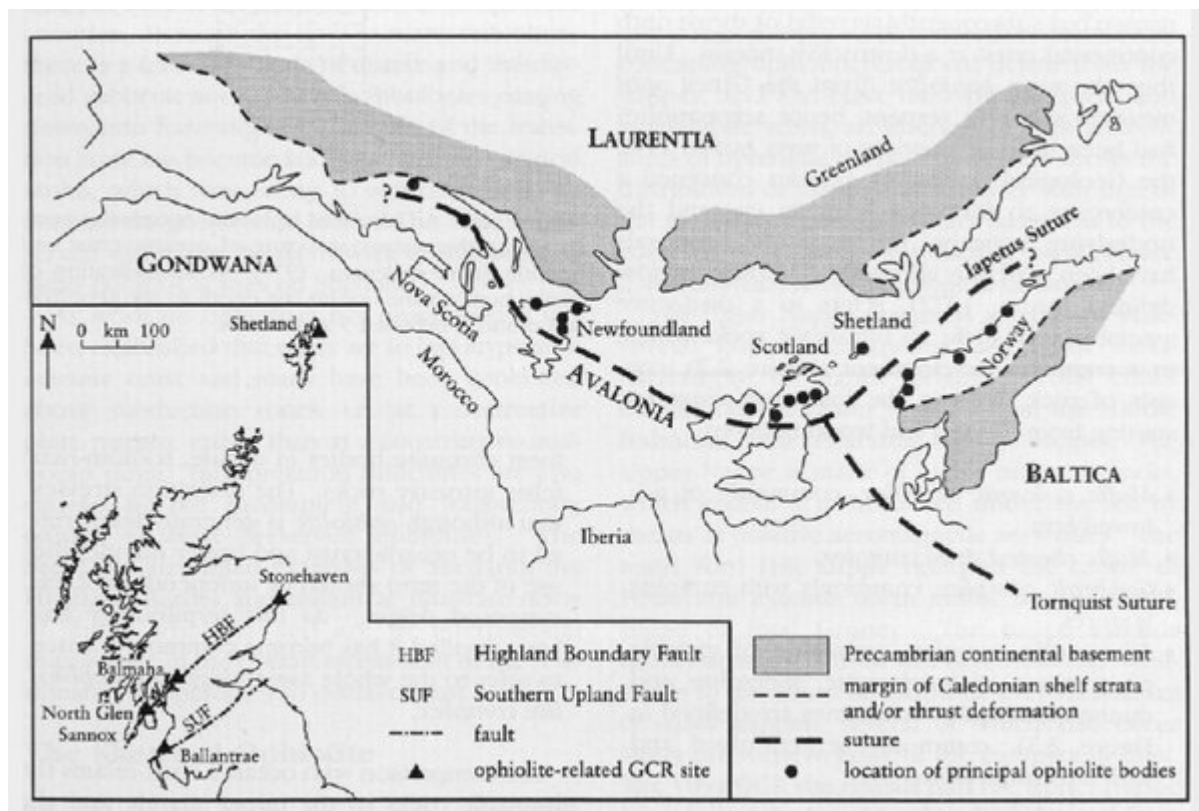 LAURENTIA
Greenland
Iapetus Suture
?
?
GONDWANA
Nova Scotia
Newfoundland
Shetland
Norway
Scotland
AVALONIA
Morocco
BALTICA
Iberia
Tornquist Suture
N
0 km 100
Shetland
Stonehaven
HBF
Balmaha
North Glen
Sannox
SUF
Ballantrae
HBF Highland Boundary Fault
SUF Southern Upland Fault
fault
ophiolite-related GCR site
Precambrian continental basement
margin of Caledonian shelf strata
and/or thrust deformation
suture
location of principal ophiolite bodies